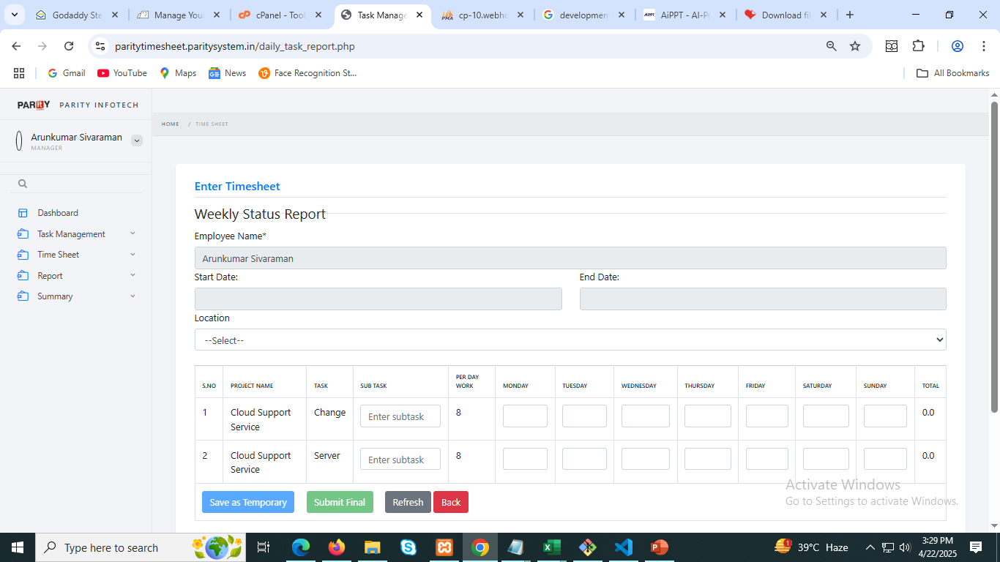 Godaddy Ste
Manage Your
cPanel - Tool
Task Manage
cp-10.webho
development
AiPPT - AI-Po
Download fil
paritytimesheet.paritysystem.in/daily_task_report.php
Gmail
YouTube
Maps
News
Face Recognition St...
All Bookmarks
PARITY PARITY INFOTECH
HOME / TIME SHEET
Arunkumar Sivaraman
MANAGER
Dashboard
Task Management
Time Sheet
Report
Summary
Enter Timesheet
Weekly Status Report
Employee Name*
Arunkumar Sivaraman
Start Date: End Date:
Location
--Select--
S.NO PROJECT NAME TASK SUB TASK PER DAY WORK MONDAY TUESDAY WEDNESDAY THURSDAY FRIDAY SATURDAY SUNDAY TOTAL
1 Cloud Support Service Change Enter subtask 8 0.0
2 Cloud Support Service Server Enter subtask 8 0.0
Save as Temporary Submit Final Refresh Back
Activate Windows
Go to Settings to activate Windows.
Type here to search
1
39°C Haze
3:29 PM
4/22/2025